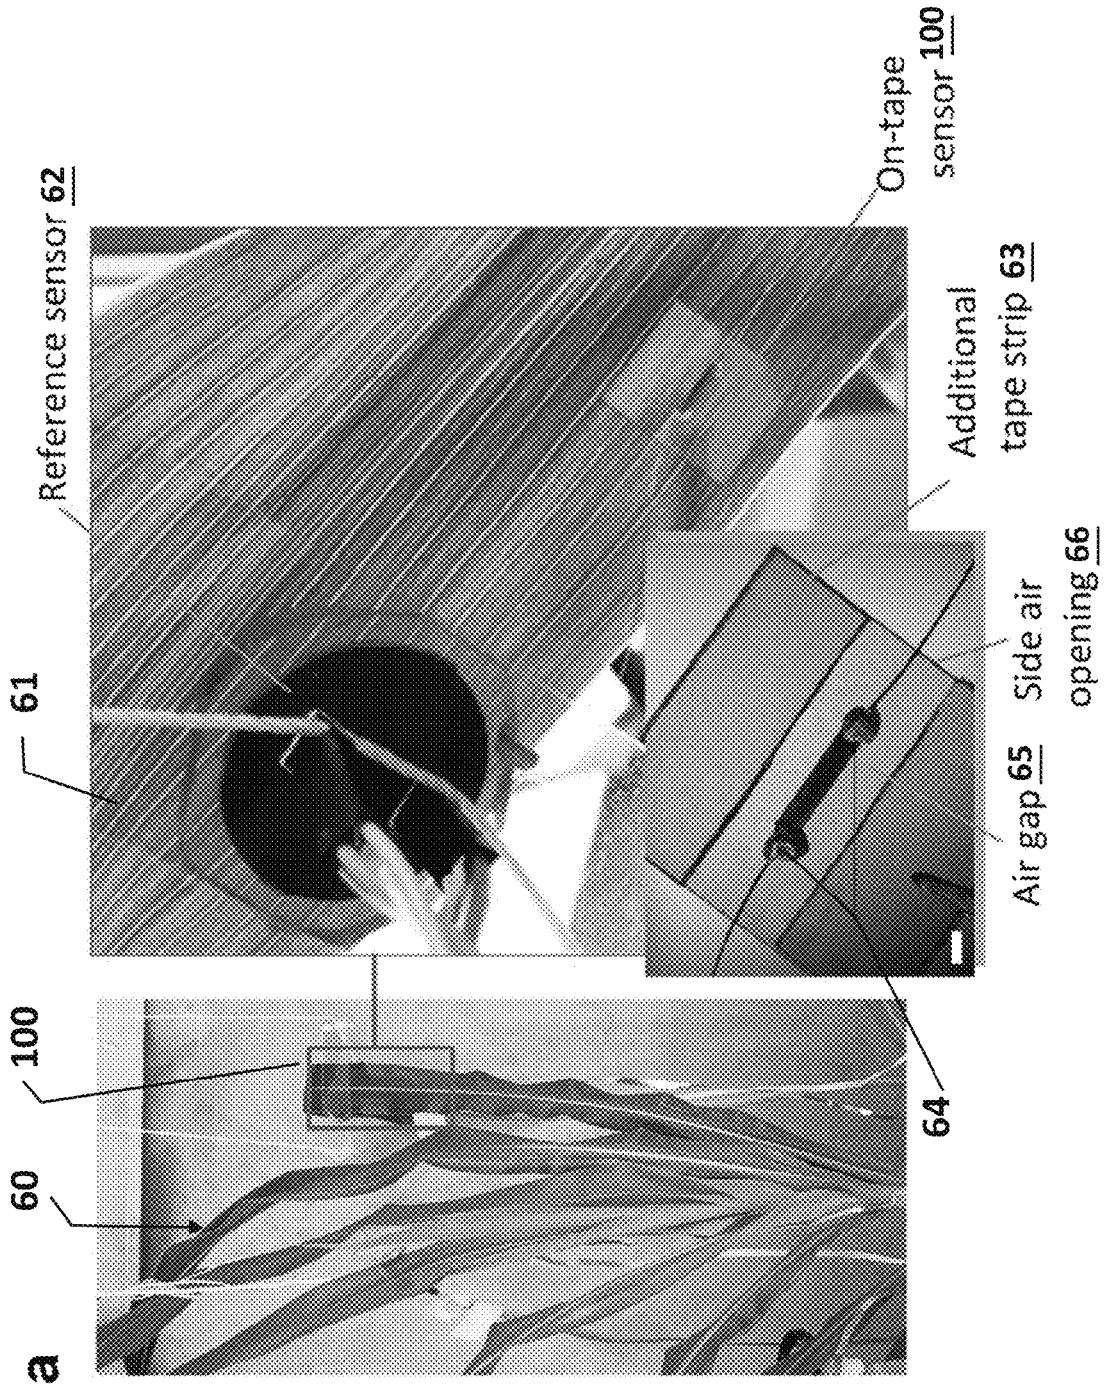 a
60
100
61
Reference sensor 62
64
Air gap 65
Side air
opening 66
Additional
tape strip 63
On-tape
sensor 100